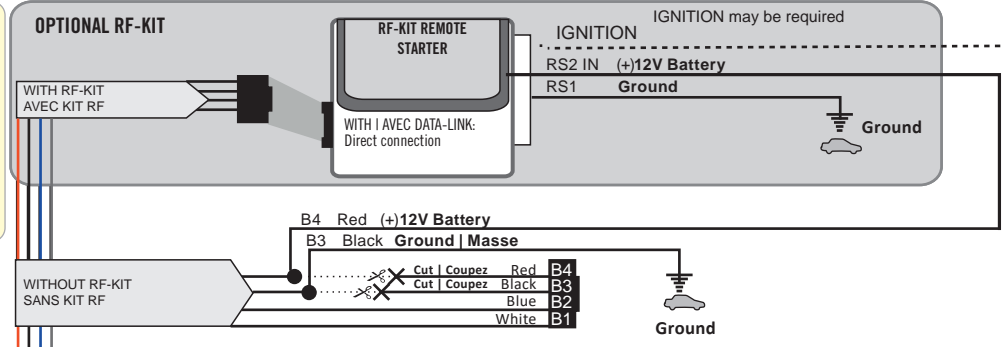 OPTIONAL RF-KIT
RF-KIT REMOTE
STARTER
IGNITION may be required
IGNITION
RS2 IN (+)12V Battery
RS1 Ground
WITH RF-KIT
AVEC KIT RF
WITH | AVEC DATA-LINK:
Direct connection
Ground
B4 Red (+)12V Battery
B3 Black Ground | Masse
WITHOUT RF-KIT
SANS KIT RF
Cut | Coupez Red B4
Cut | Coupez Black B3
Blue B2
White B1
Ground